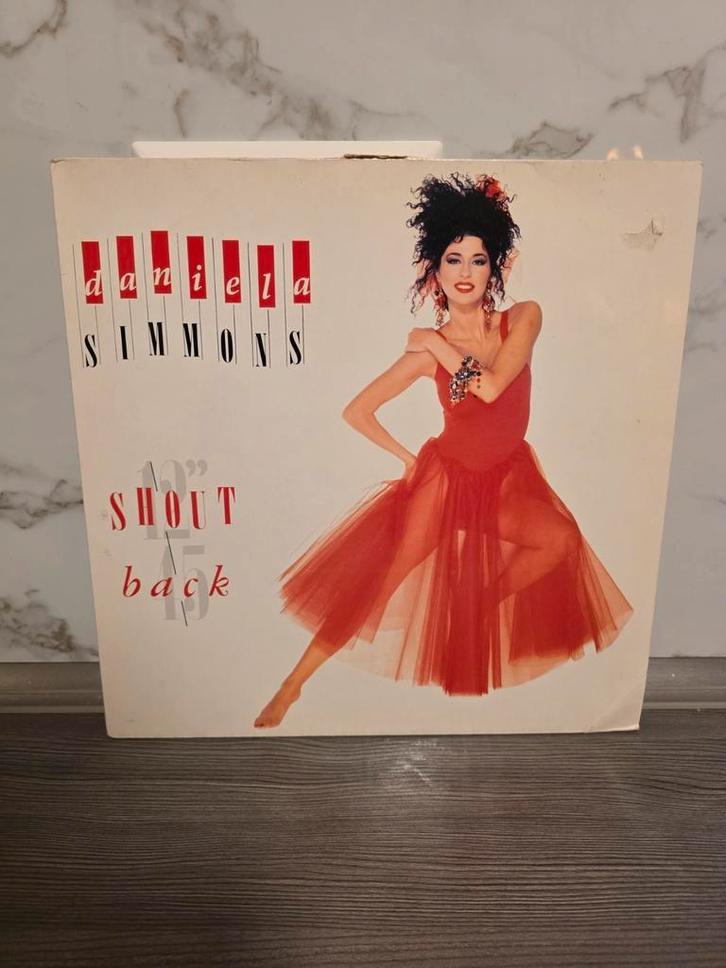 daniela
SIMMONS
12"
SHOUT
back
45